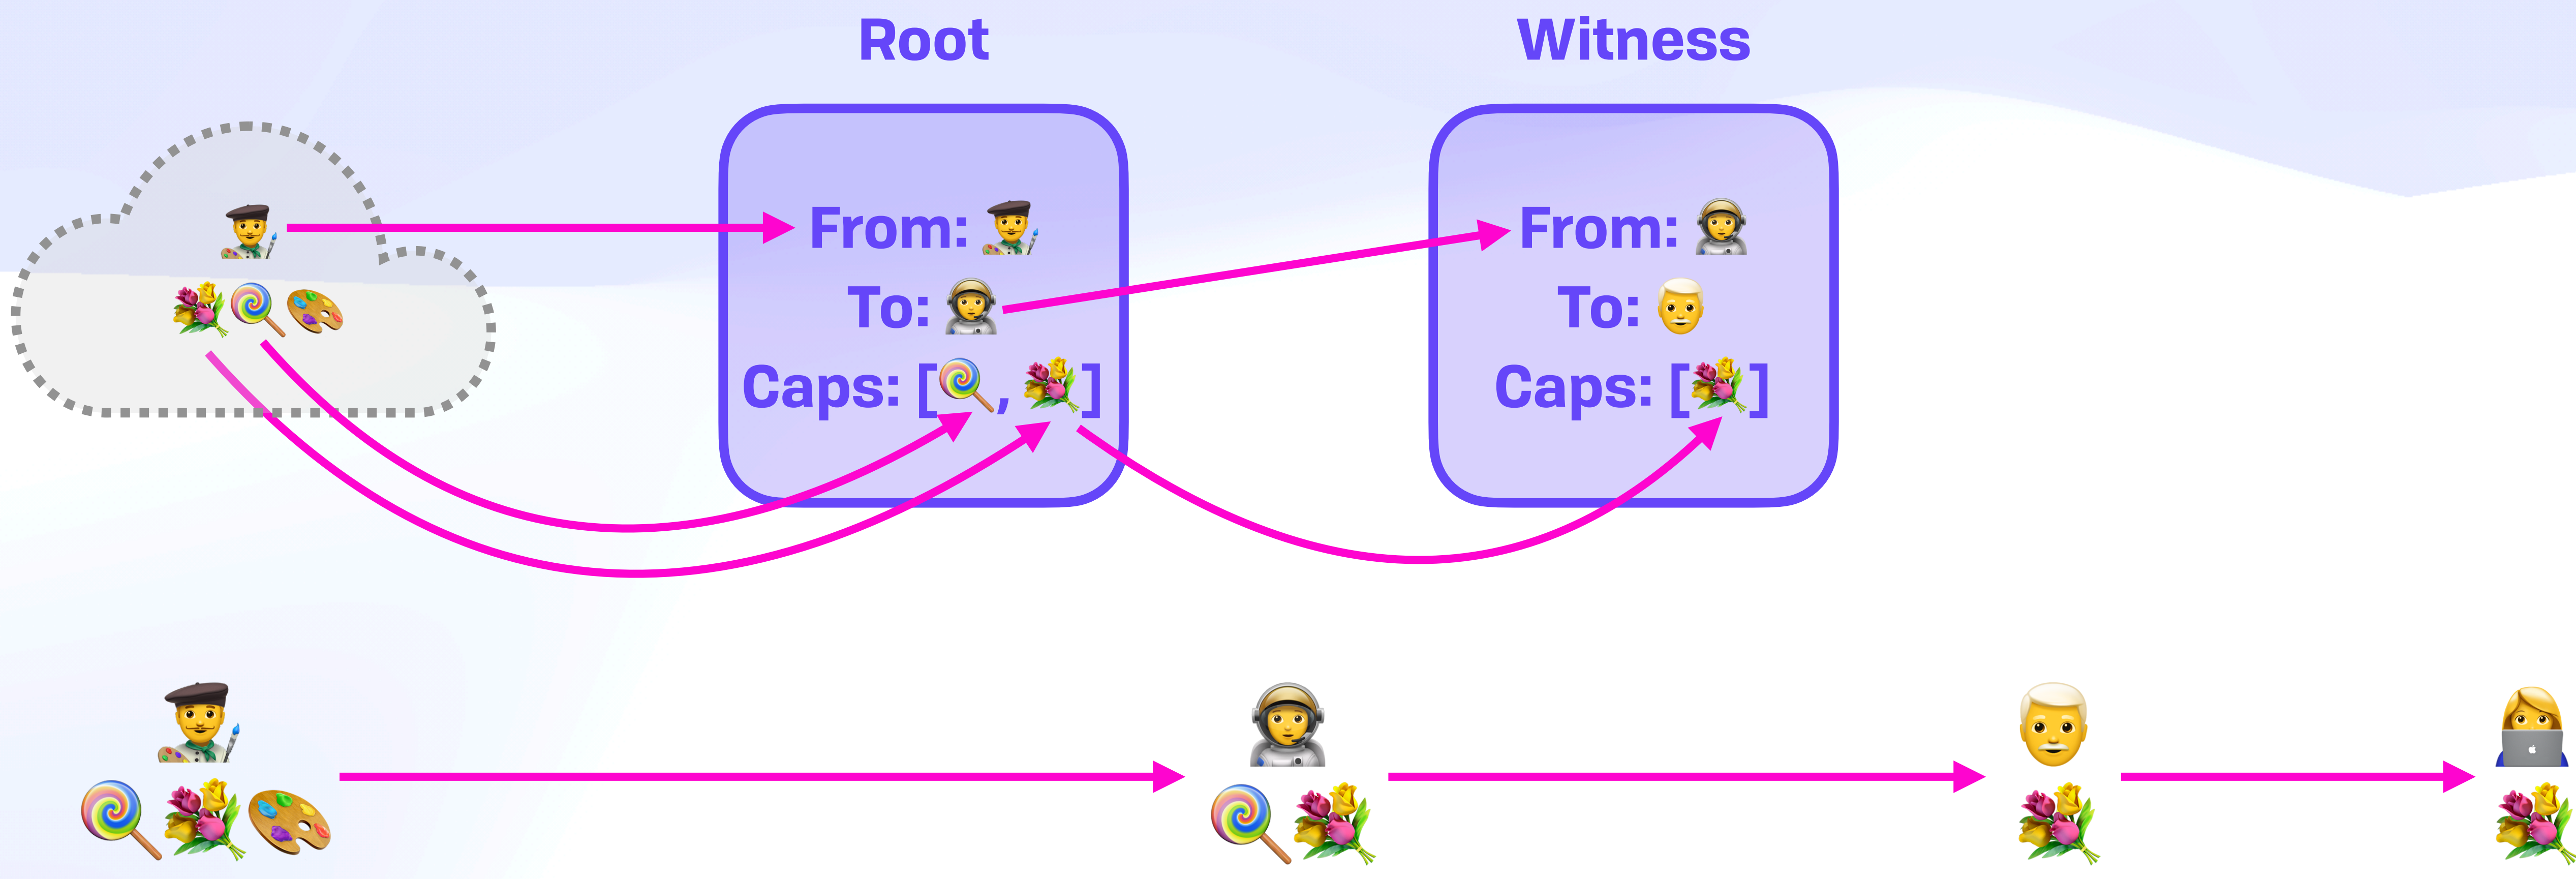 Root
Witness
From: 👨‍🎨
To: 🧑‍🚀
Caps: [🍭, 💐]
From: 🧑‍🚀
To: 👨‍🦳
Caps: [💐]